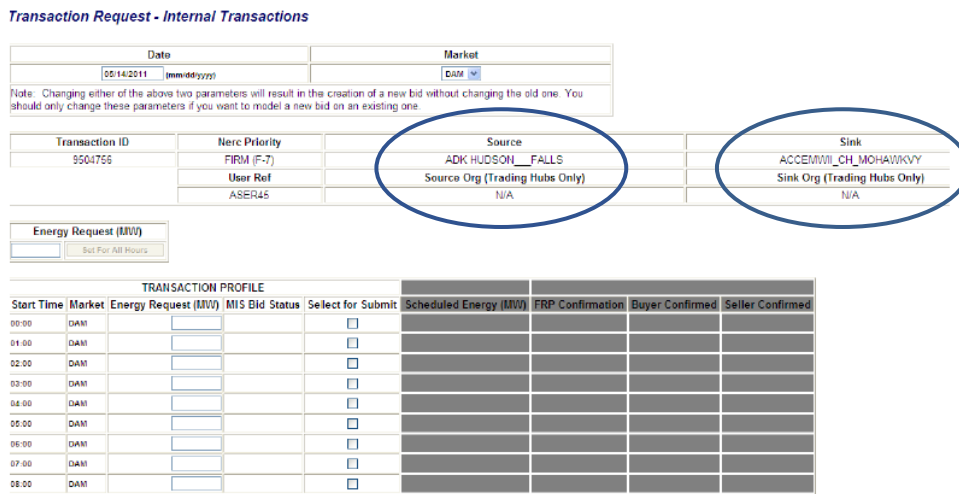 Transaction Request - Internal Transactions
Date Market
05/14/2011 (mm/dd/yyyy) DAM
Note: Changing either of the above two parameters will result in the creation of a new bid without changing the old one. You
should only change these parameters if you want to model a new bid on an existing one.
Transaction ID Nerc Priority Source Sink
9504756 FIRM (F-7) ADK HUDSON___FALLS ACCEMWII_CH_MOHAWKVY
User Ref Source Org (Trading Hubs Only) Sink Org (Trading Hubs Only)
ASER45 N/A N/A
Energy Request (MW)
Set For All Hours
TRANSACTION PROFILE
Start Time Market Energy Request (MW) MIS Bid Status Sellect for Submit Scheduled Energy (MW) FRP Confirmation Buyer Confirmed Seller Confirmed
00:00 DAM
01:00 DAM
02:00 DAM
03:00 DAM
04:00 DAM
05:00 DAM
06:00 DAM
07:00 DAM
08:00 DAM